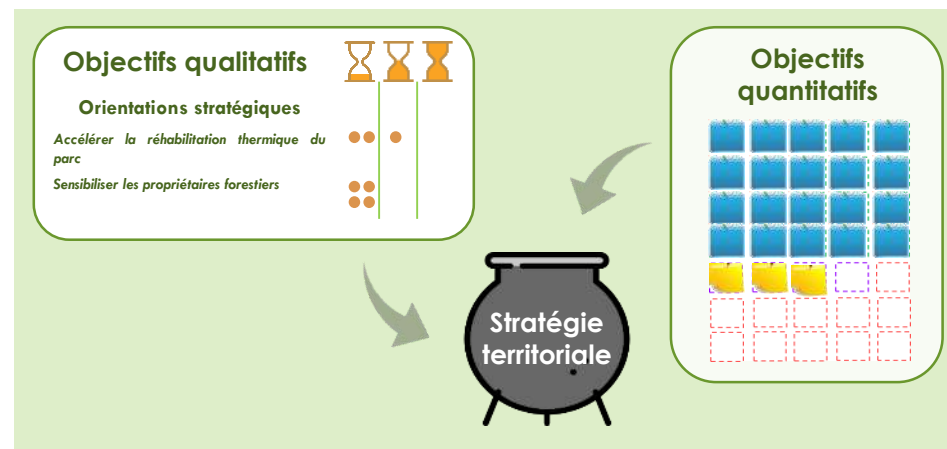 Objectifs qualitatifs
Orientations stratégiques
Accélérer la réhabilitation thermique du
parc
Sensibiliser les propriétaires forestiers
Objectifs
quantitatifs
Stratégie
territoriale